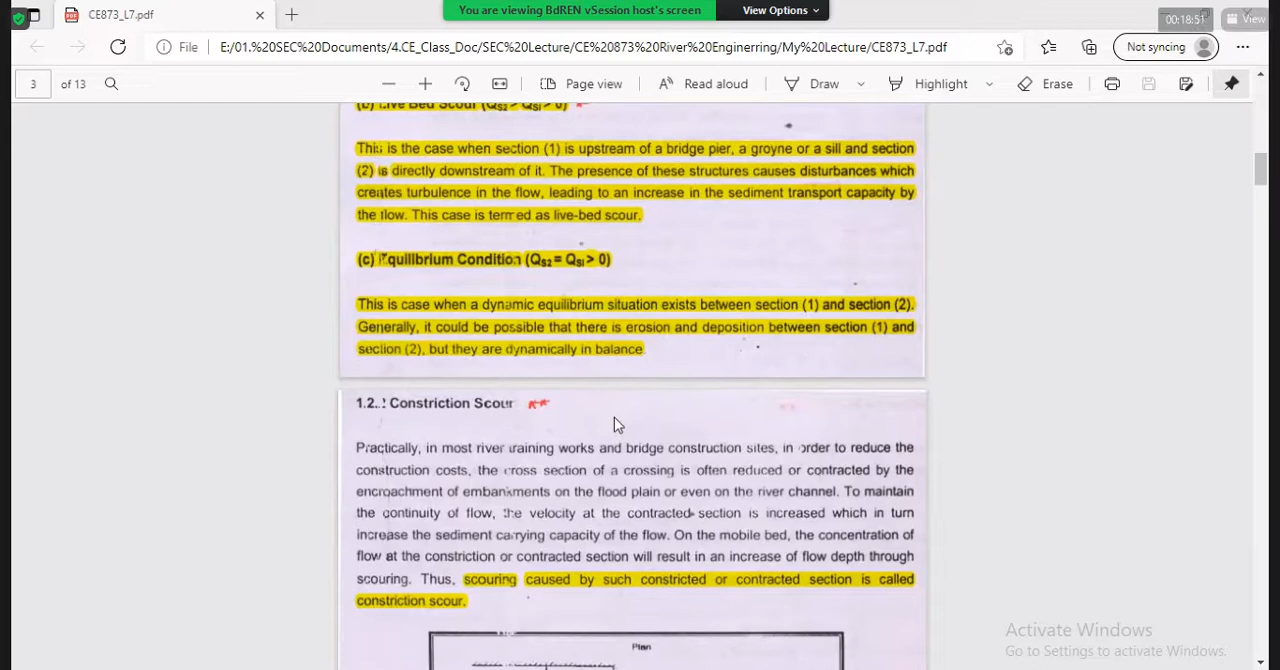 CE873_L7.pdf
You are viewing BdREN vSession host's screen
View Options
00:18:51
View
File
E:/01.%20SEC%20Documents/4.CE_Class_Doc/SEC%20Lecture/CE%20873%20River%20Enginerring/My%20Lecture/CE873_L7.pdf
Not syncing
3 of 13
Page view
Read aloud
Draw
Highlight
Erase
(b) Live Bed Scour (QS2 > QSI > 0)
This is the case when section (1) is upstream of a bridge pier, a groyne or a sill and section
(2) is directly downstream of it. The presence of these structures causes disturbances which
creates turbulence in the flow, leading to an increase in the sediment transport capacity by
the flow. This case is termed as live-bed scour.
(c) Equilibrium Condition (QS2 = QSI > 0)
This is case when a dynamic equilibrium situation exists between section (1) and section (2).
Generally, it could be possible that there is erosion and deposition between section (1) and
section (2), but they are dynamically in balance
Constriction Scour
Practically, in most river training works and bridge construction sites, in order to reduce the
construction costs, the cross section of a crossing is often reduced or contracted by the
encroachment of embankments on the flood plain or even on the river channel. To maintain
the continuity of flow, the velocity at the contracted section is increased which in turn
increase the sediment carrying capacity of the flow. On the mobile bed, the concentration of
flow at the constriction or contracted section will result in an increase of flow depth through
scouring. Thus, scouring caused by such constricted or contracted section is called
constriction scour.
Plan
Activate Windows
Go to Settings to activate Windows.